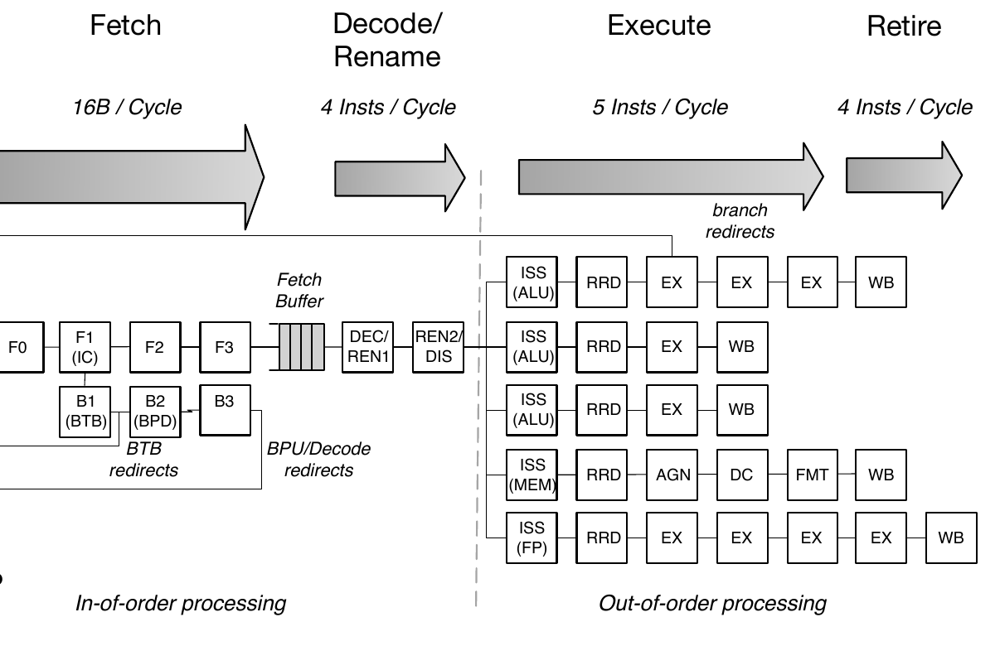 Fetch
Decode/
Rename
Execute
Retire
16B / Cycle
4 Insts / Cycle
5 Insts / Cycle
4 Insts / Cycle
branch
redirects
Fetch
Buffer
ISS
(ALU)
RRD
EX
EX
EX
WB
F0
F1
(IC)
F2
F3
DEC/
REN1
REN2/
DIS
ISS
(ALU)
RRD
EX
WB
B1
(BTB)
B2
(BPD)
B3
ISS
(ALU)
RRD
EX
WB
BTB
redirects
BPU/Decode
redirects
ISS
(MEM)
RRD
AGN
DC
FMT
WB
ISS
(FP)
RRD
EX
EX
EX
EX
WB
In-of-order processing
Out-of-order processing